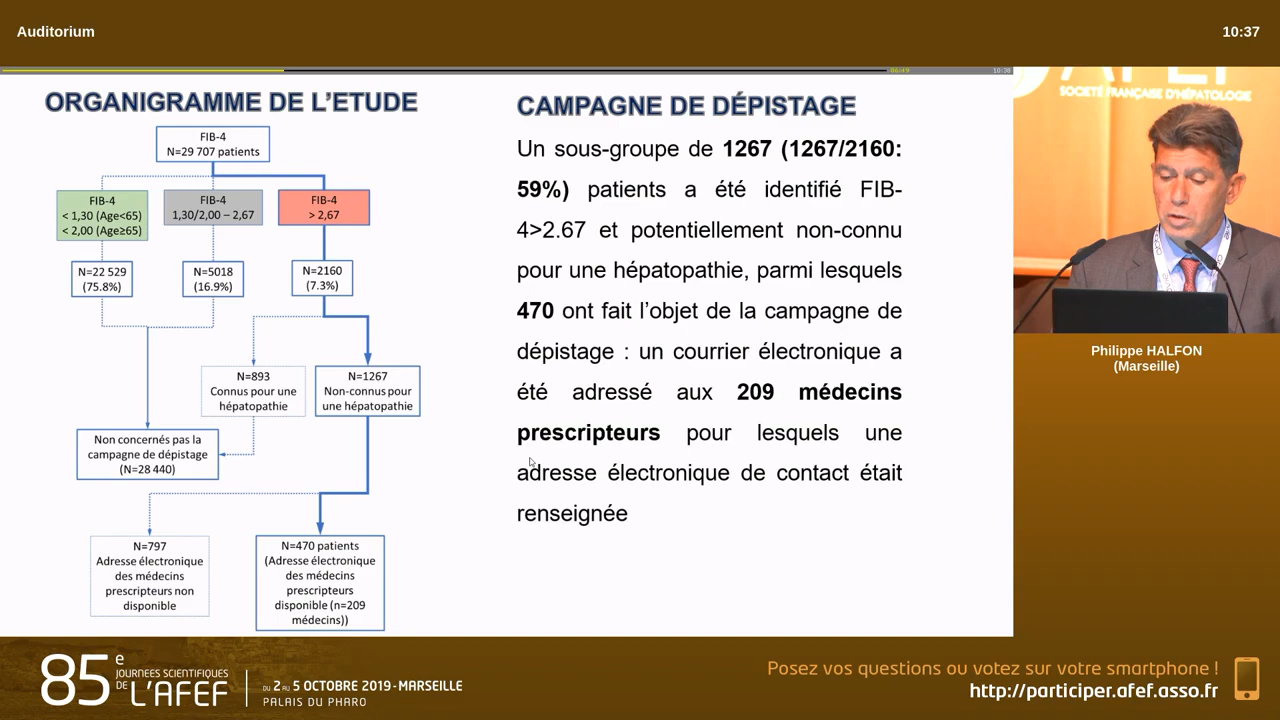 Auditorium
10:37
06:49
10:30
ORGANIGRAMME DE L'ETUDE
FIB-4
N=29 707 patients
FIB-4
< 1,30 (Age<65)
< 2,00 (Age≥65)
FIB-4
1,30/2,00 – 2,67
FIB-4
> 2,67
N=22 529
(75.8%)
N=5018
(16.9%)
N=2160
(7.3%)
N=893
Connus pour une
hépatopathie
N=1267
Non-connus pour
une hépatopathie
Non concernés pas la
campagne de dépistage
(N=28 440)
N=797
Adresse électronique
des médecins
prescripteurs non
disponible
N=470 patients
(Adresse électronique
des médecins
prescripteurs
disponible (n=209
médecins))
CAMPAGNE DE DÉPISTAGE
Un sous-groupe de 1267 (1267/2160:
59%) patients a été identifié FIB-
4>2.67 et potentiellement non-connu
pour une hépatopathie, parmi lesquels
470 ont fait l'objet de la campagne de
dépistage : un courrier électronique a
été adressé aux 209 médecins
prescripteurs pour lesquels une
adresse électronique de contact était
renseignée
SOCIÉTÉ FRANÇAISE D'HÉPATOLOGIE
Philippe HALFON
(Marseille)
85e
JOURNÉES SCIENTIFIQUES
DE L'AFEF
DU 2 AU 5 OCTOBRE 2019 - MARSEILLE
PALAIS DU PHARO
Posez vos questions ou votez sur votre smartphone !
http://participer.afef.asso.fr